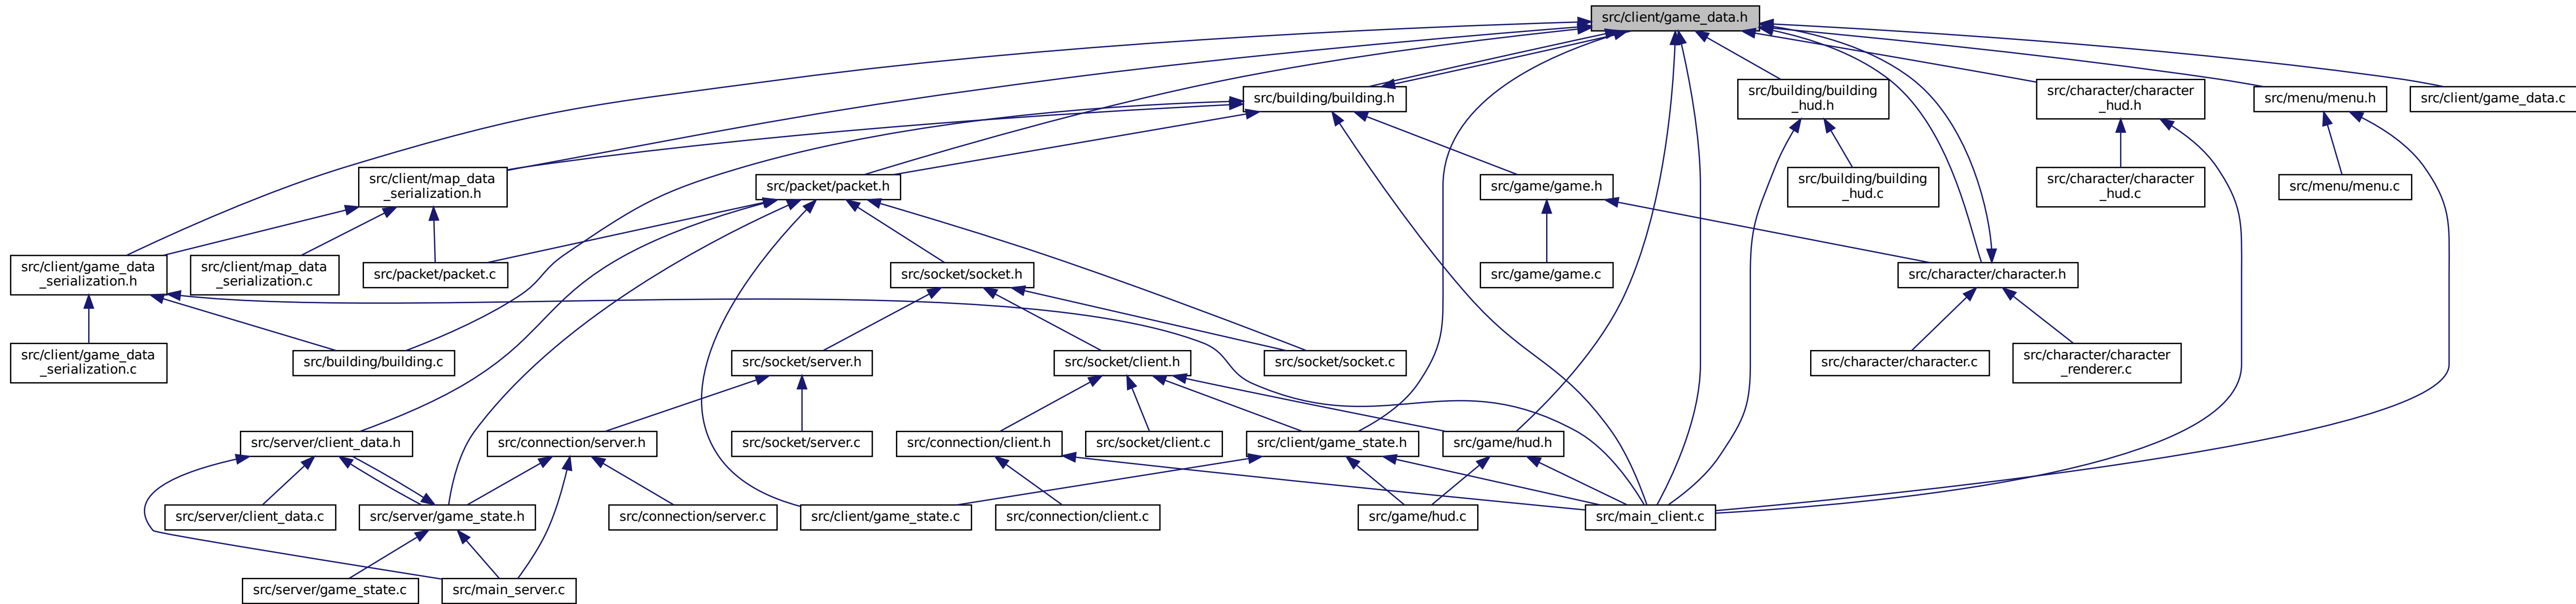 src/client/game_data.h
src/building/building.h
src/building/building
_hud.h
src/character/character
_hud.h
src/menu/menu.h
src/client/game_data.c
src/client/map_data
_serialization.h
src/packet/packet.h
src/game/game.h
src/building/building
_hud.c
src/character/character
_hud.c
src/menu/menu.c
src/client/game_data
_serialization.h
src/client/map_data
_serialization.c
src/packet/packet.c
src/socket/socket.h
src/game/game.c
src/character/character.h
src/client/game_data
_serialization.c
src/building/building.c
src/socket/server.h
src/socket/client.h
src/socket/socket.c
src/character/character.c
src/character/character
_renderer.c
src/server/client_data.h
src/connection/server.h
src/socket/server.c
src/connection/client.h
src/socket/client.c
src/client/game_state.h
src/game/hud.h
src/server/client_data.c
src/server/game_state.h
src/connection/server.c
src/client/game_state.c
src/connection/client.c
src/game/hud.c
src/main_client.c
src/server/game_state.c
src/main_server.c